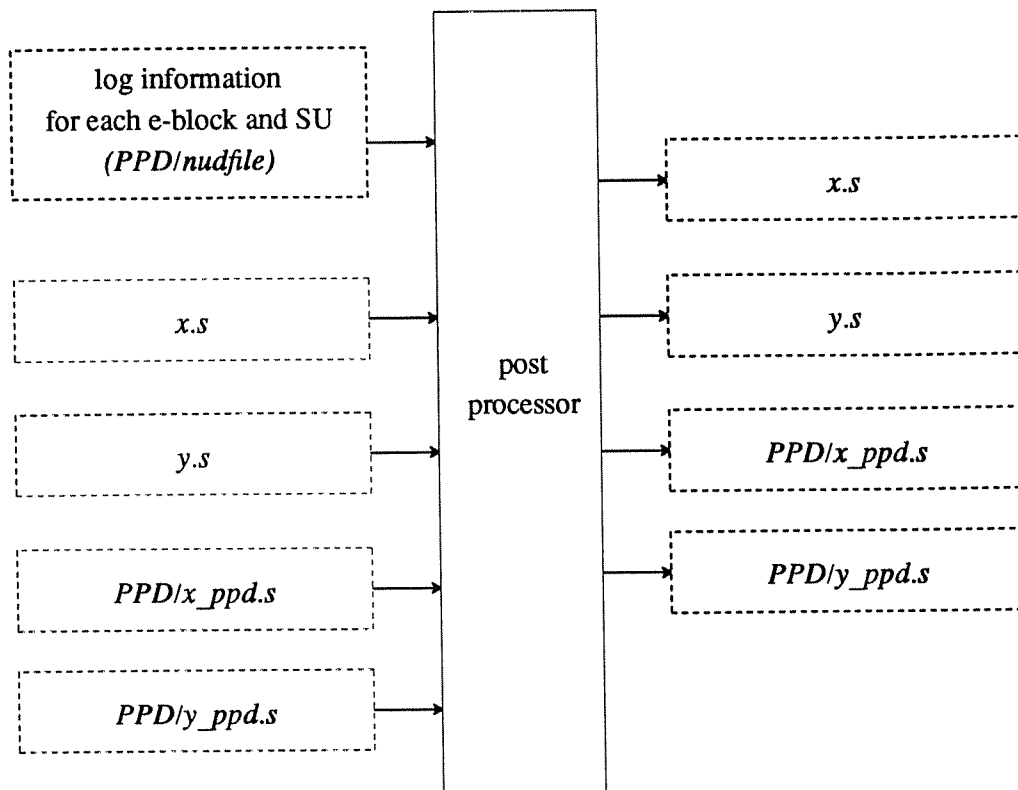 log information
for each e-block and SU
(PPD/nudfile)
x.s
y.s
PPD/x_ppd.s
PPD/y_ppd.s
post
processor
x.s
y.s
PPD/x_ppd.s
PPD/y_ppd.s